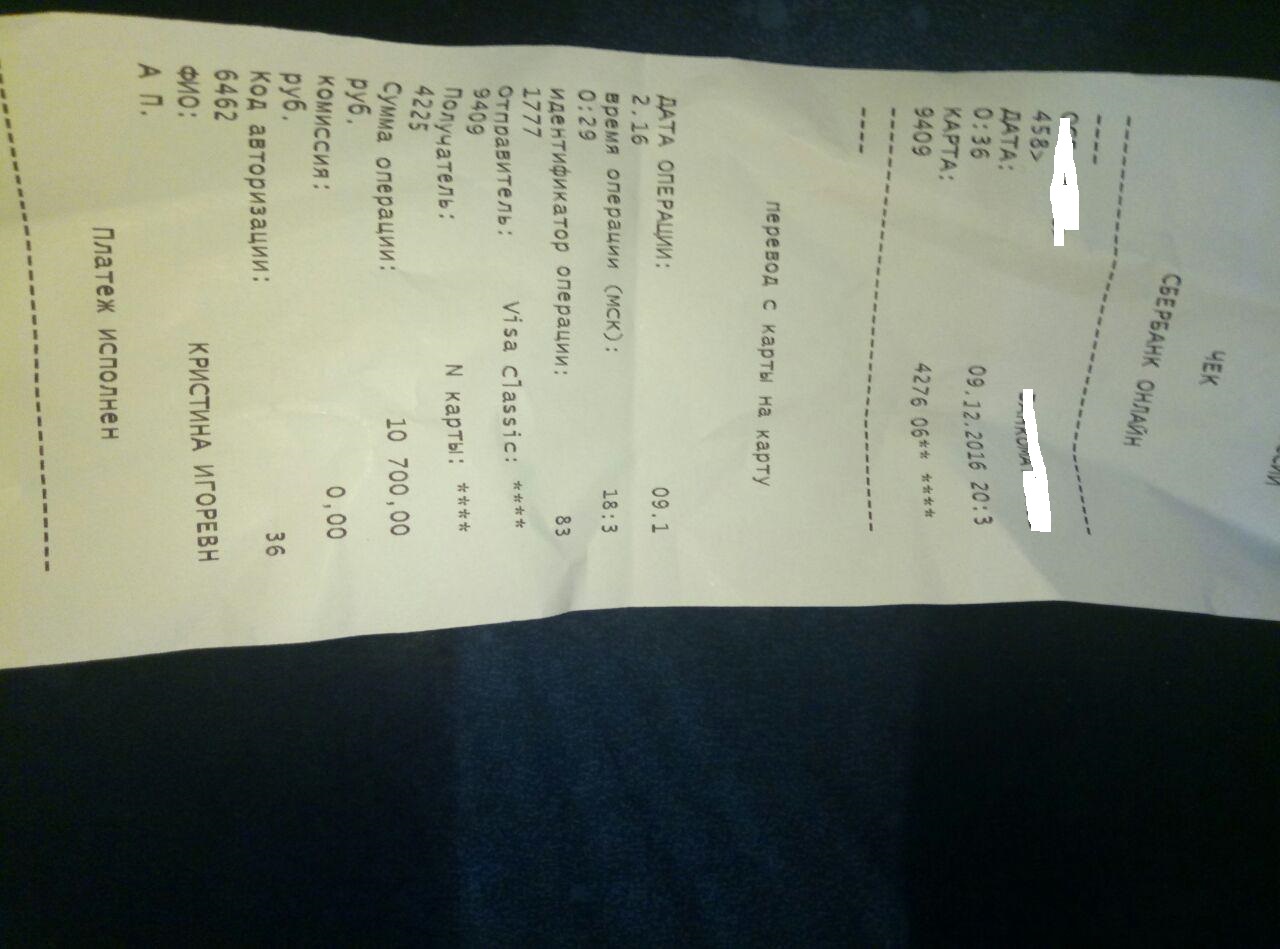 ЧЕК
СБЕРБАНК ОНЛАЙН
--------------------------------
----
458>
ДАТА: 09.12.2016 20:3
0:36
КАРТА: 4276 06** ****
9409
--------------------------------
----
перевод с карты на карту
ДАТА ОПЕРАЦИИ: 09.1
2.16
время операции (МСК): 18:3
0:29
идентификатор операции: 83
1777
Отправитель: Visa classic: ****
9409
Получатель: N карты: ****
4225
Сумма операции: 10 700,00
руб.
комиссия: 0,00
руб.
Код авторизации: 36
6462
ФИО: КРИСТИНА ИГОРЕВН
А П.
Платеж исполнен
--------------------------------